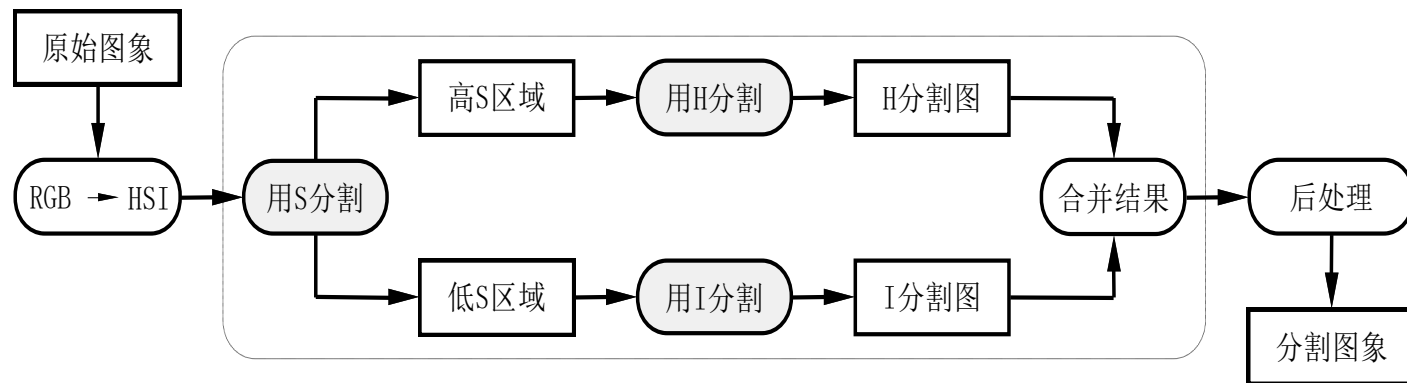 原始图象
RGB → HSI
用S分割
高S区域
用H分割
H分割图
低S区域
用I分割
I分割图
合并结果
后处理
分割图象